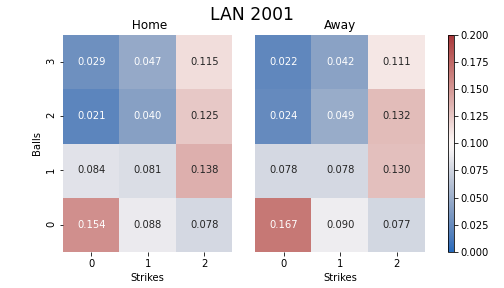 LAN 2001
Home Away
3 0.029 0.047 0.115 0.022 0.042 0.111
2 0.021 0.040 0.125 0.024 0.049 0.132
1 0.084 0.081 0.138 0.078 0.078 0.130
0 0.154 0.088 0.078 0.167 0.090 0.077
Balls
0 1 2 0 1 2
Strikes Strikes
0.200
0.175
0.150
0.125
0.100
0.075
0.050
0.025
0.000